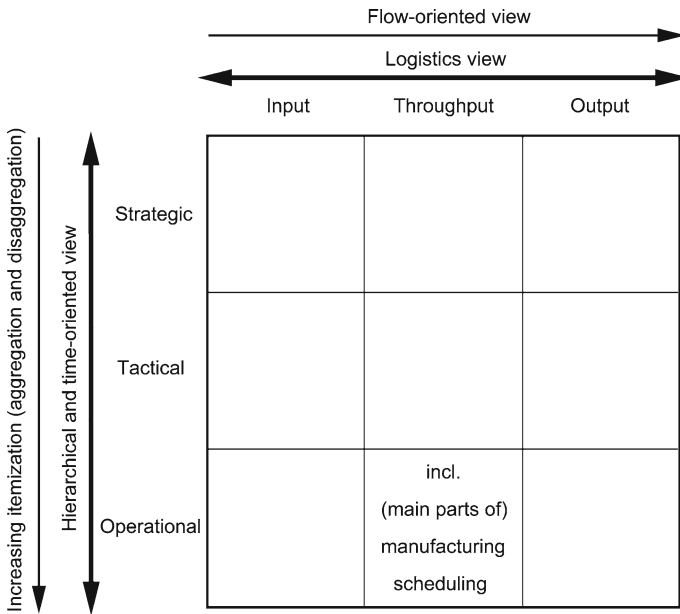 Flow-oriented view
Logistics view
Input Throughput Output
Increasing itemization (aggregation and disaggregation)
Hierarchical and time-oriented view
Strategic
Tactical
Operational
incl.
(main parts of)
manufacturing
scheduling